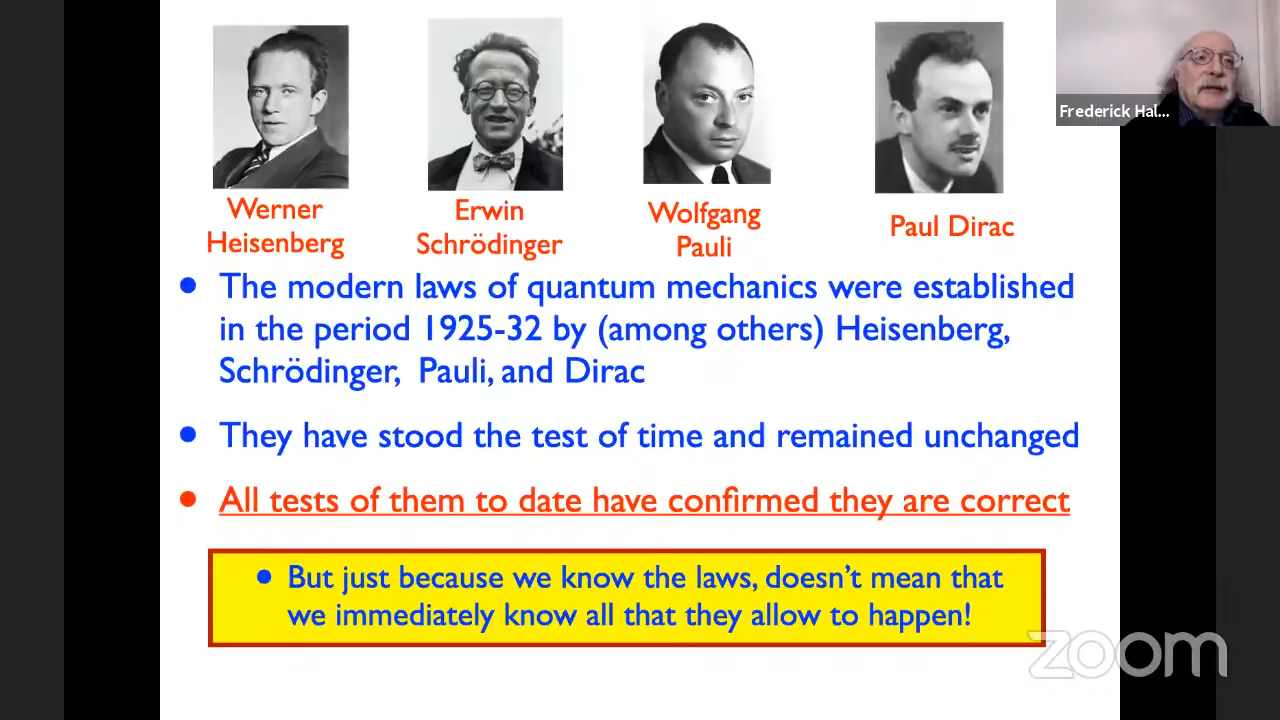 Frederick Hal...
Werner
Heisenberg
Erwin
Schrödinger
Wolfgang
Pauli
Paul Dirac
• The modern laws of quantum mechanics were established
in the period 1925-32 by (among others) Heisenberg,
Schrödinger, Pauli, and Dirac
• They have stood the test of time and remained unchanged
• All tests of them to date have confirmed they are correct
• But just because we know the laws, doesn't mean that
we immediately know all that they allow to happen!
zoom